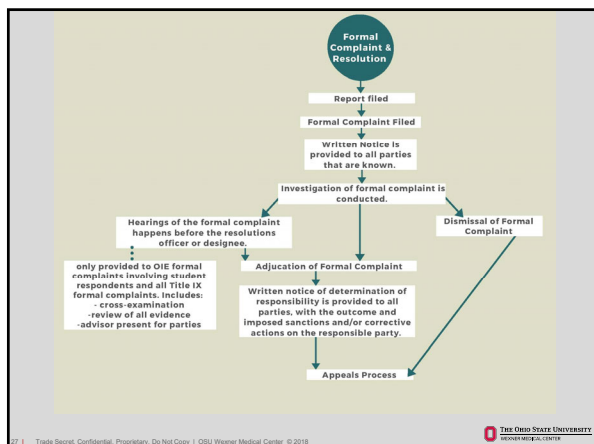 Formal
Complaint &
Resolution
Report filed
Formal Complaint Filed
Written Notice is
provided to all parties
that are known.
Investigation of formal complaint is
conducted.
Hearings of the formal complaint
happens before the resolutions
officer or designee.
Dismissal of Formal
Complaint
only provided to OIE formal
complaints involving student
respondents and all Title IX
formal complaints. Includes:
- cross-examination
-review of all evidence
-advisor present for parties
Adjucation of Formal Complaint
Written notice of determination of
responsibility is provided to all
parties, with the outcome and
imposed sanctions and/or corrective
actions on the responsible party.
Appeals Process
27 | Trade Secret, Confidential, Proprietary, Do Not Copy | OSU Wexner Medical Center © 2018
THE OHIO STATE UNIVERSITY
WEXNER MEDICAL CENTER